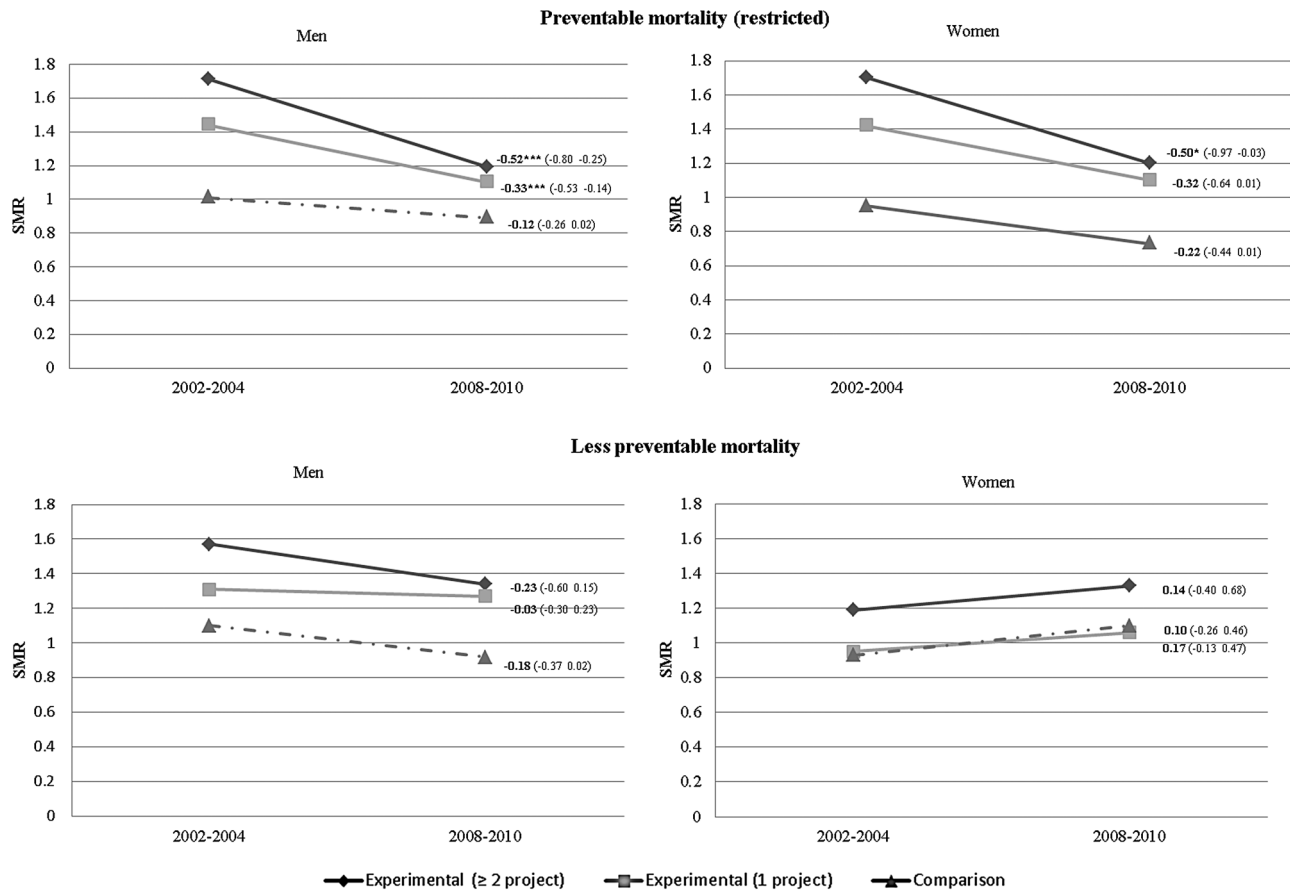 Preventable mortality (restricted)
Men
Women
SMR
1.8
1.6
1.4
1.2
1
0.8
0.6
0.4
0.2
0
-0.52*** (-0.80 -0.25)
-0.33*** (-0.53 -0.14)
-0.12 (-0.26 0.02)
2002-2004
2008-2010
SMR
1.8
1.6
1.4
1.2
1
0.8
0.6
0.4
0.2
0
-0.50* (-0.97 -0.03)
-0.32 (-0.64 0.01)
-0.22 (-0.44 0.01)
2002-2004
2008-2010
Less preventable mortality
Men
Women
SMR
1.8
1.6
1.4
1.2
1
0.8
0.6
0.4
0.2
0
-0.23 (-0.60 0.15)
-0.03 (-0.30 0.23)
-0.18 (-0.37 0.02)
2002-2004
2008-2010
SMR
1.8
1.6
1.4
1.2
1
0.8
0.6
0.4
0.2
0
0.14 (-0.40 0.68)
0.10 (-0.26 0.46)
0.17 (-0.13 0.47)
2002-2004
2008-2010
Experimental (≥ 2 project)
Experimental (1 project)
Comparison